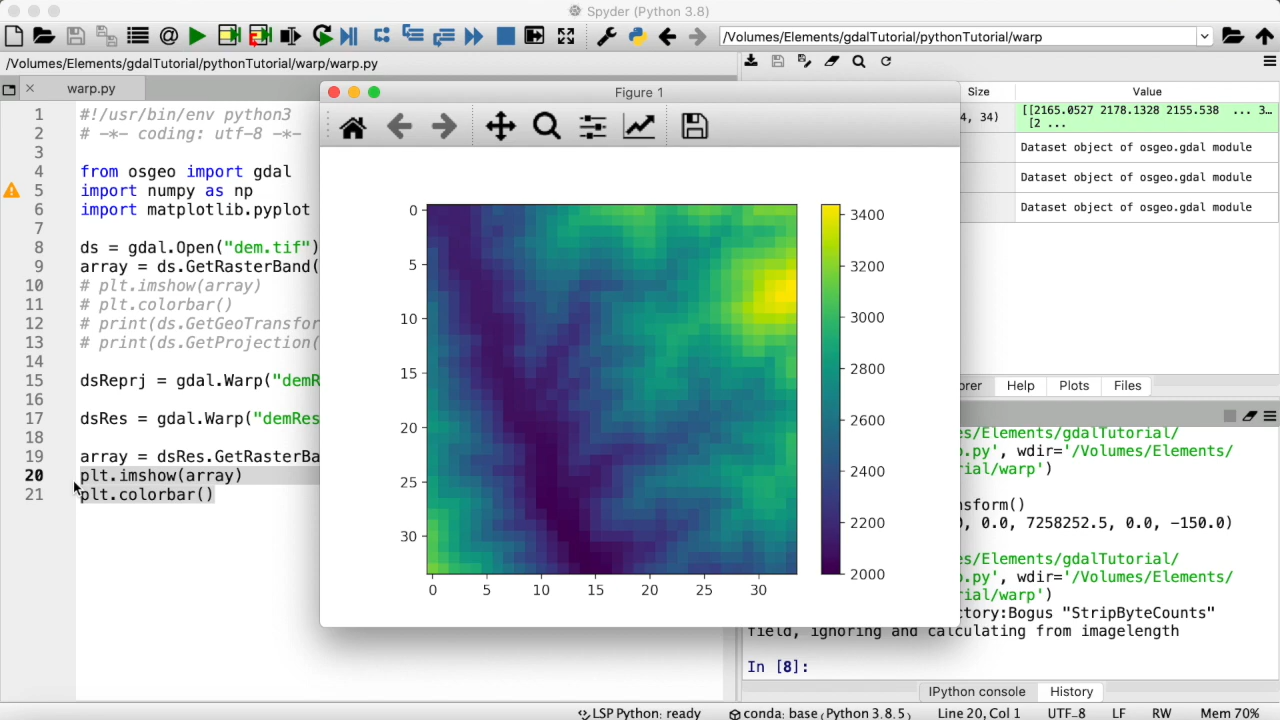 Spyder (Python 3.8)
/Volumes/Elements/gdalTutorial/pythonTutorial/warp
/Volumes/Elements/gdalTutorial/pythonTutorial/warp/warp.py
warp.py
1 #!/usr/bin/env python3
2 # -*- coding: utf-8 -*-
3
4 from osgeo import gdal
5 import numpy as np
6 import matplotlib.pyplot
7
8 ds = gdal.Open("dem.tif")
9 array = ds.GetRasterBand(
10 # plt.imshow(array)
11 # plt.colorbar()
12 # print(ds.GetGeoTransfor
13 # print(ds.GetProjection(
14
15 dsReprj = gdal.Warp("demR
16
17 dsRes = gdal.Warp("demRes
18
19 array = dsRes.GetRasterBa
20 plt.imshow(array)
21 plt.colorbar()
Figure 1
0
5
10
15
20
25
30
0 5 10 15 20 25 30
3400
3200
3000
2800
2600
2400
2200
2000
Size Value
4, 34) [[2165.0527 2178.1328 2155.538 ... 3...
[2 ...
Dataset object of osgeo.gdal module
Dataset object of osgeo.gdal module
Dataset object of osgeo.gdal module
orer Help Plots Files
es/Elements/gdalTutorial/
p.py', wdir='/Volumes/Elements/
rial/warp')
nsform()
0, 0.0, 7258252.5, 0.0, -150.0)
es/Elements/gdalTutorial/
p.py', wdir='/Volumes/Elements/
rial/warp')
ctory:Bogus "StripByteCounts"
field, ignoring and calculating from imagelength
In [8]:
IPython console History
LSP Python: ready conda: base (Python 3.8.5) Line 20, Col 1 UTF-8 LF RW Mem 70%